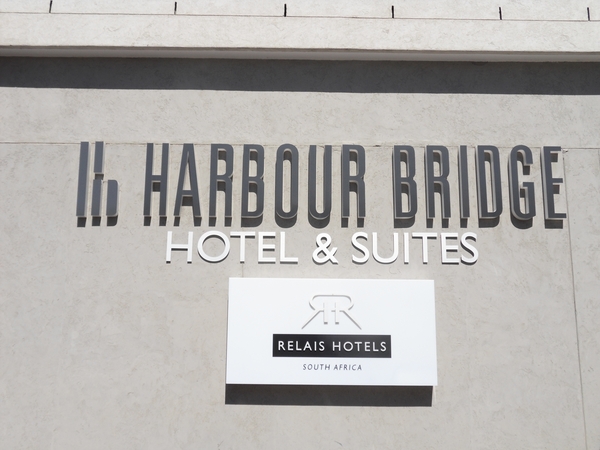 HARBOUR BRIDGE
HOTEL & SUITES
RELAIS HOTELS
SOUTH AFRICA